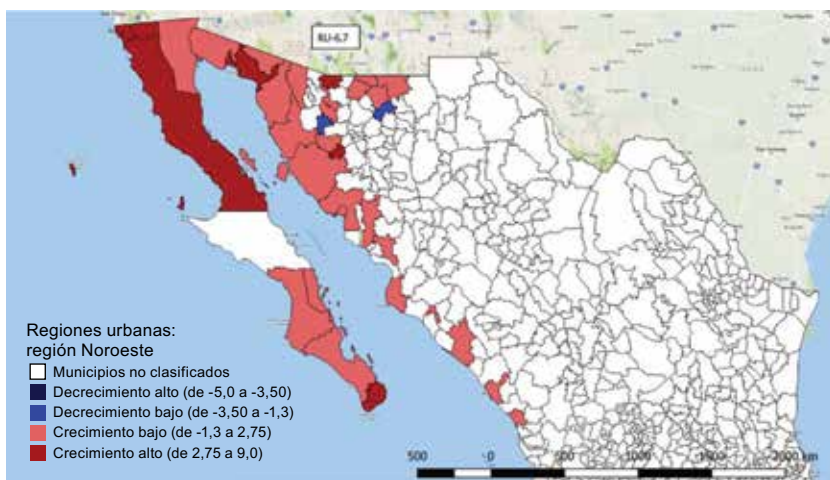 RU-6.7
Regiones urbanas:
región Noroeste
Municipios no clasificados
Decrecimiento alto (de -5,0 a -3,50)
Decrecimiento bajo (de -3,50 a -1,3)
Crecimiento bajo (de -1,3 a 2,75)
Crecimiento alto (de 2,75 a 9,0)
500 0 500 1000 1500 2000 km